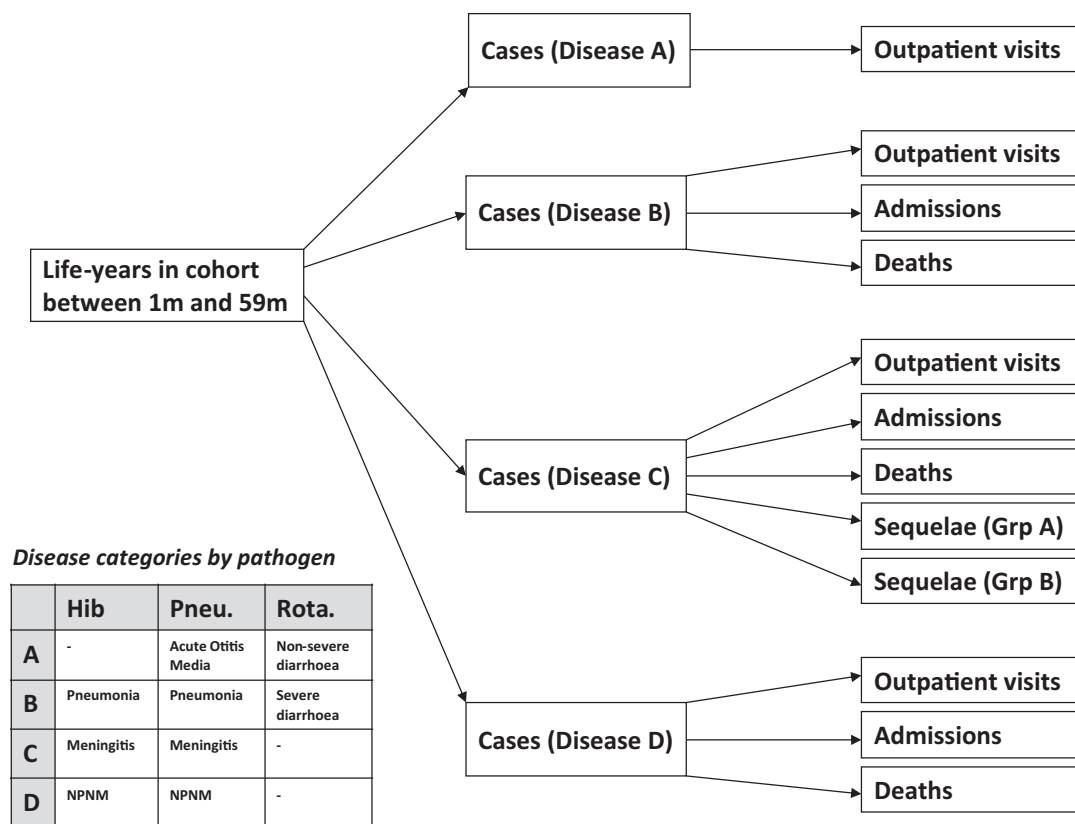 Cases (Disease A)
Outpatient visits
Outpatient visits
Cases (Disease B)
Admissions
Deaths
Life-years in cohort
between 1m and 59m
Outpatient visits
Admissions
Cases (Disease C)
Deaths
Sequelae (Grp A)
Sequelae (Grp B)
Outpatient visits
Cases (Disease D)
Admissions
Deaths
Disease categories by pathogen
Hib Pneu. Rota.
A - Acute Otitis Non-severe
Media diarrhoea
B Pneumonia Pneumonia Severe
diarrhoea
C Meningitis Meningitis -
D NPNM NPNM -